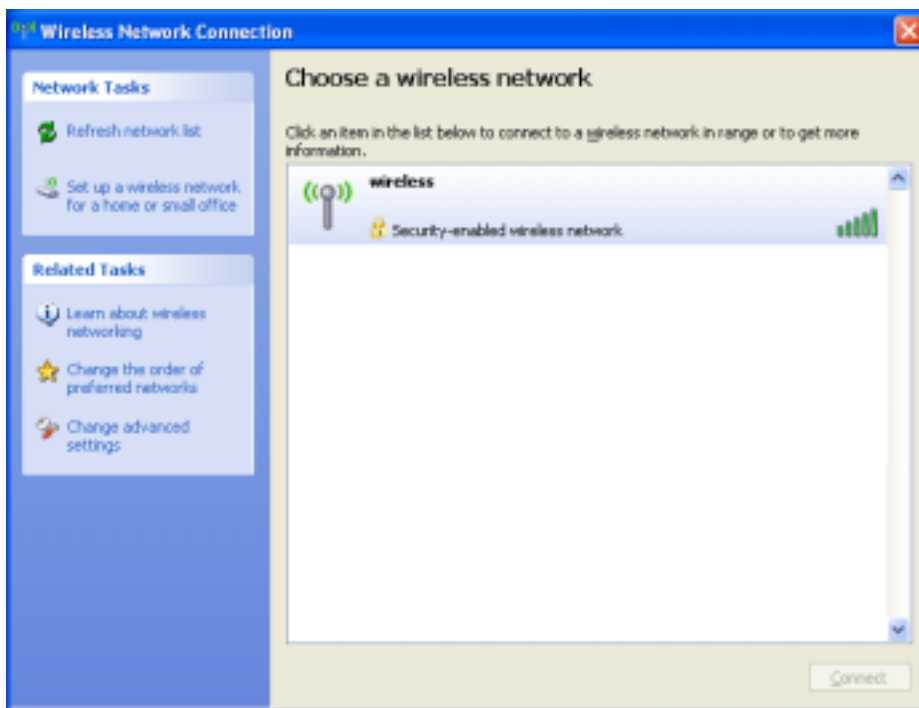 Wireless Network Connection
Network Tasks
Refresh network list
Set up a wireless network
for a home or small office
Related Tasks
Learn about wireless
networking
Change the order of
preferred networks
Change advanced
settings
Choose a wireless network
Click an item in the list below to connect to a wireless network in range or to get more
information.
wireless
Security-enabled wireless network
Connect